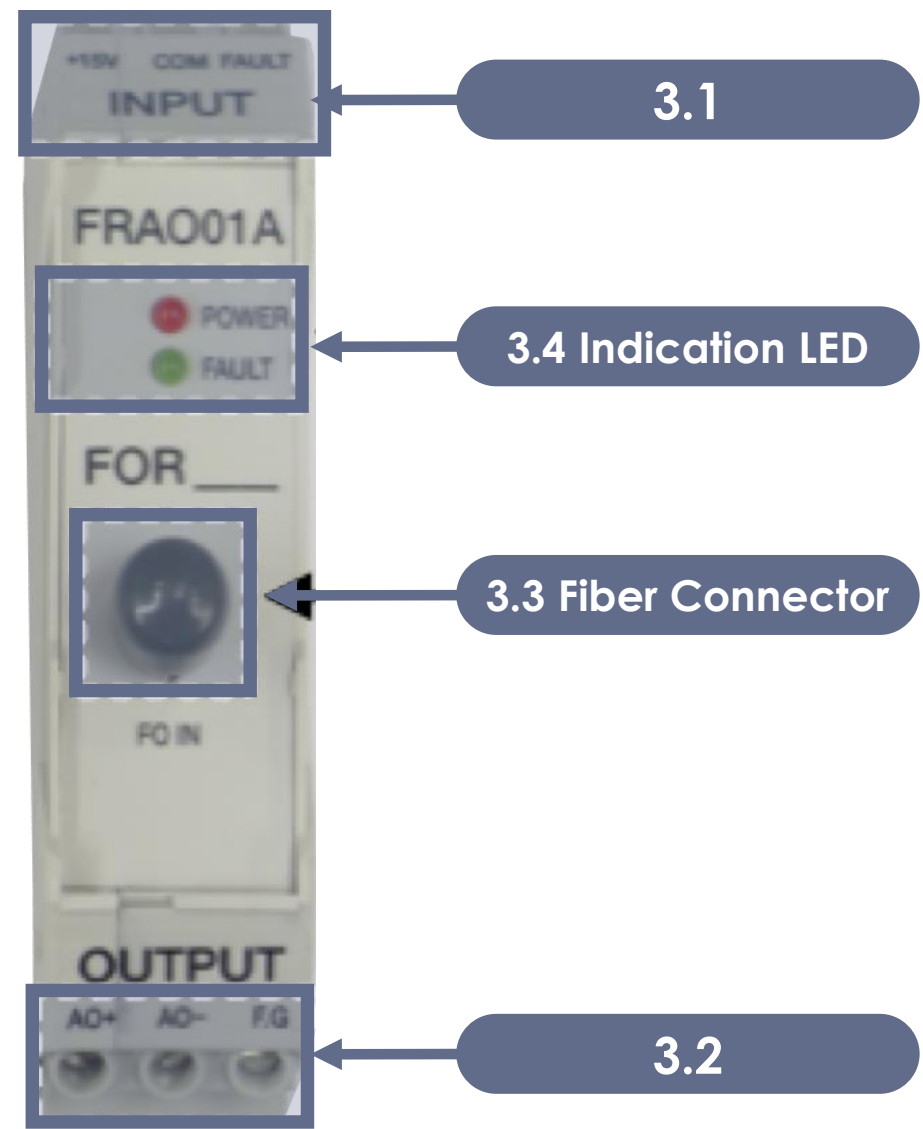 +15V COM FAULT
INPUT
3.1
FRAO01A
POWER
FAULT
3.4 Indication LED
FOR___
3.3 Fiber Connector
FO IN
OUTPUT
AO+ AO- F.G
3.2